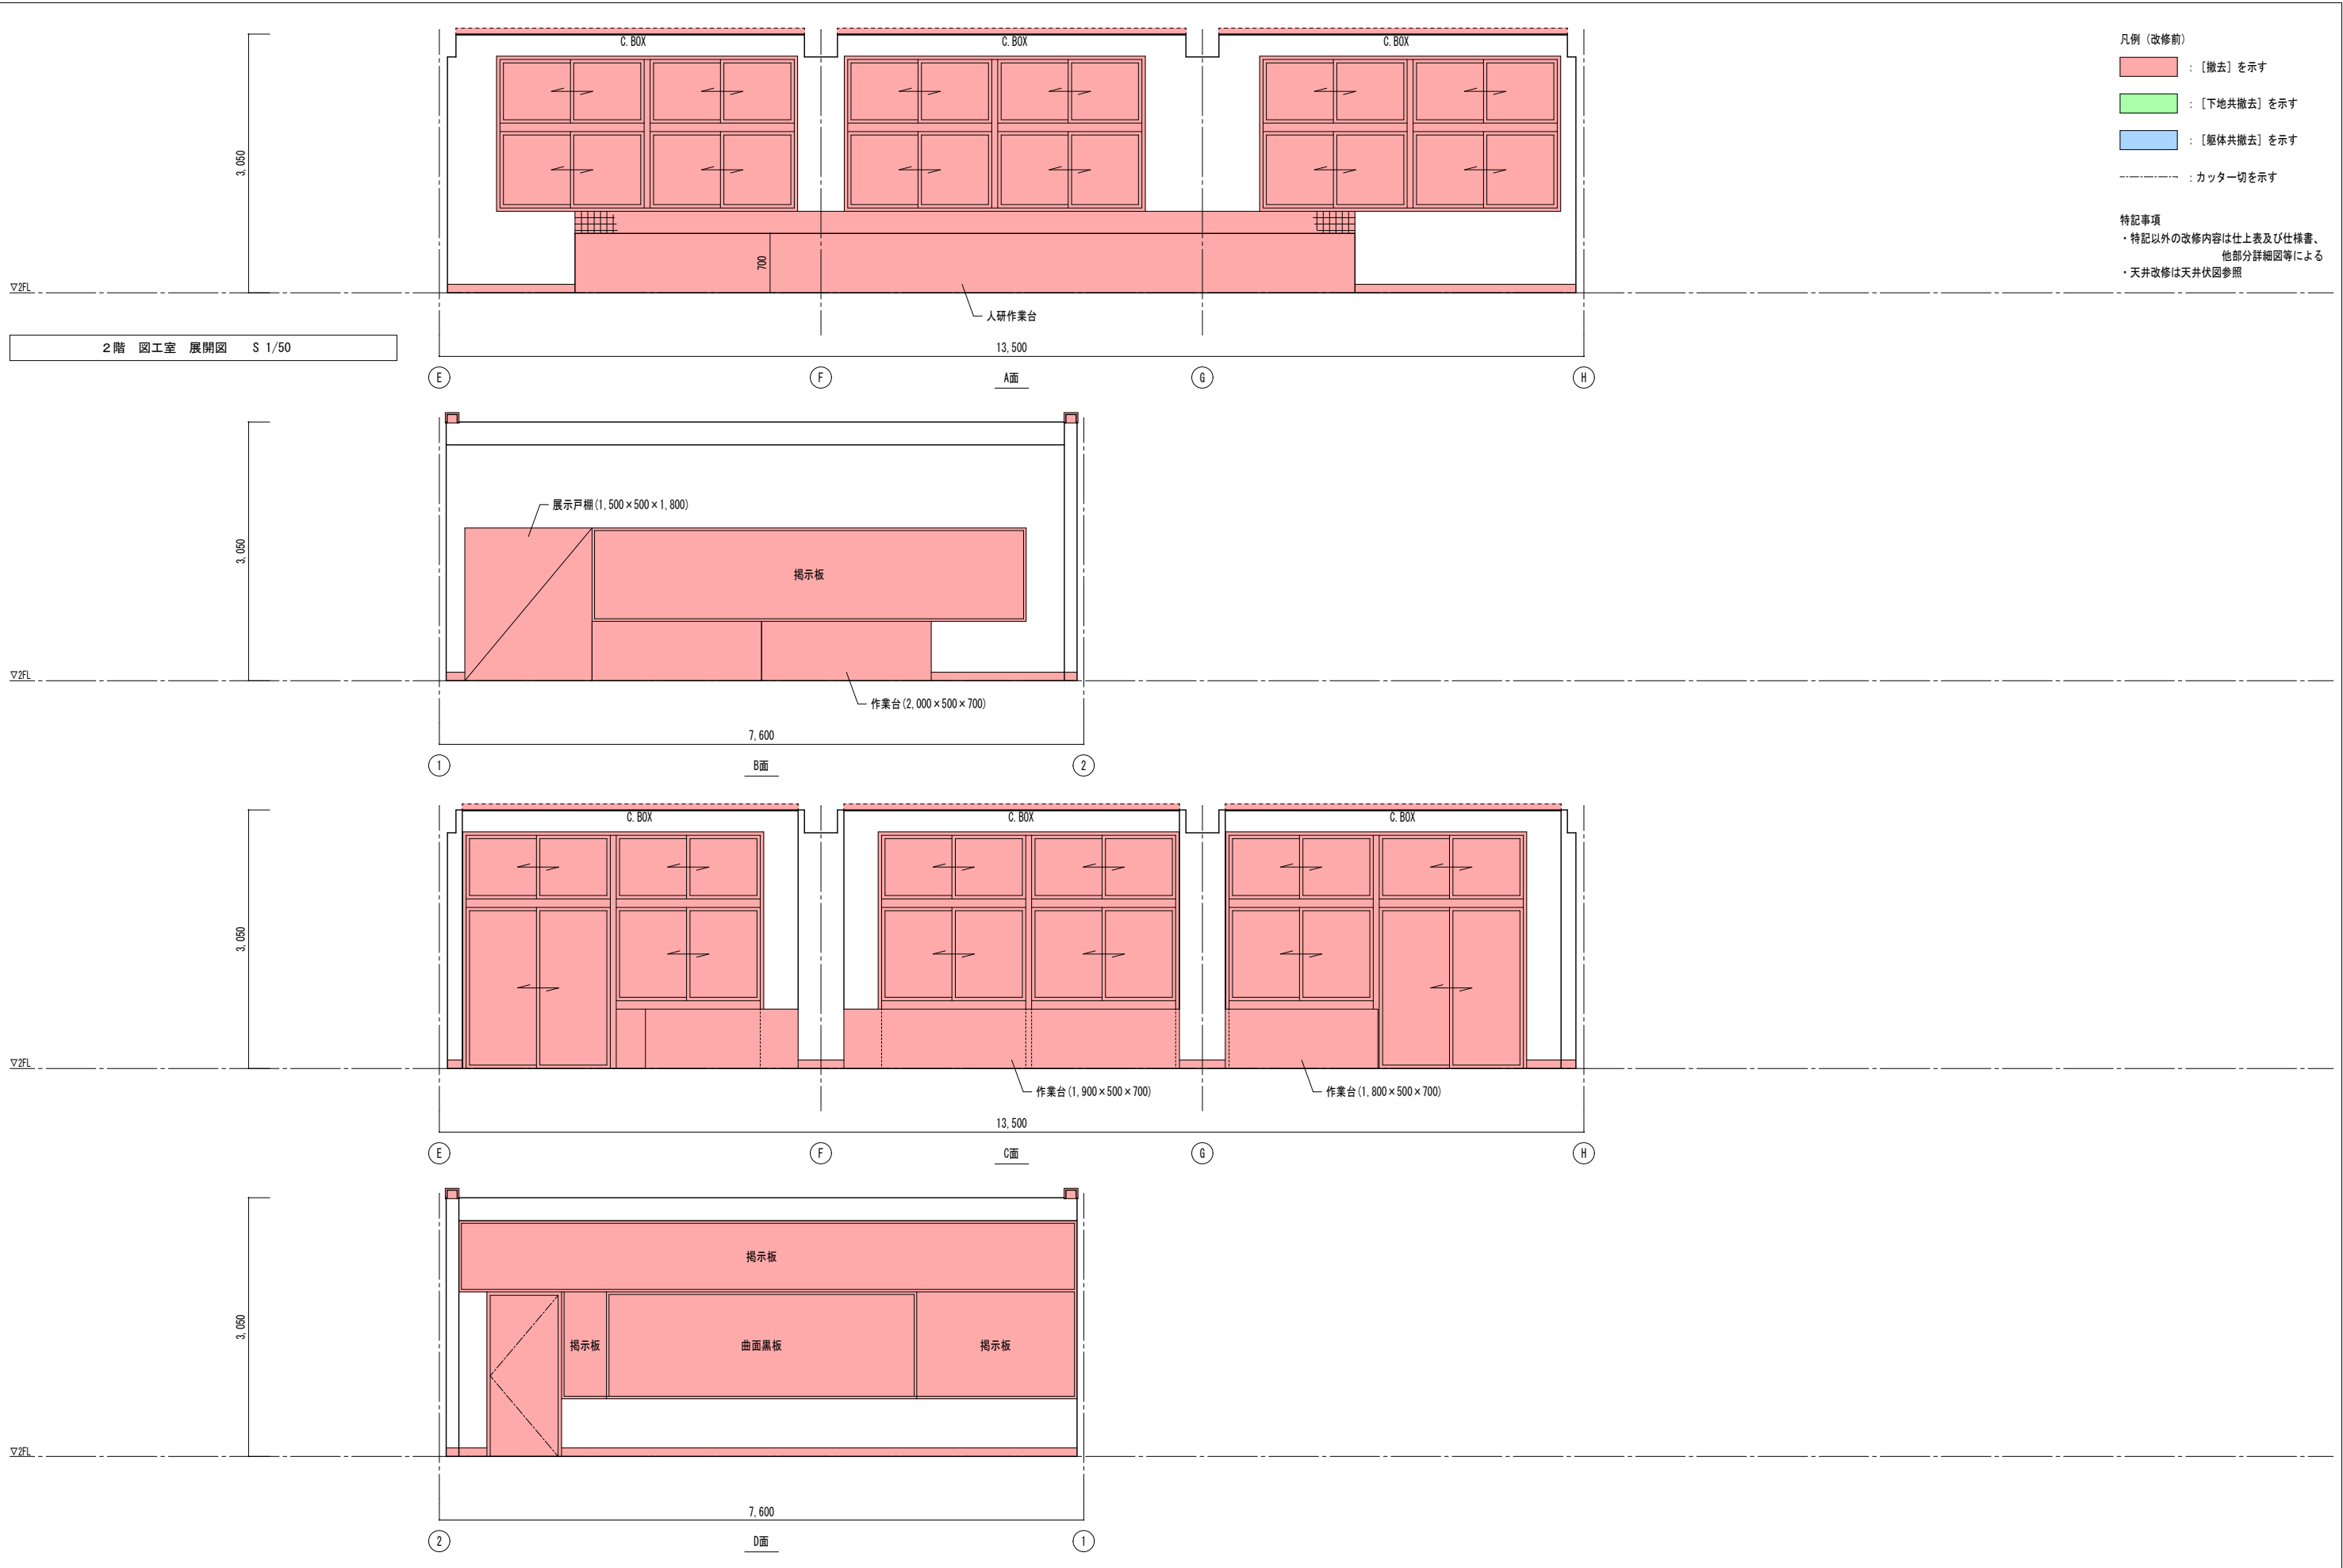 C.BOX
C.BOX
C.BOX
3,050
▽2FL
700
人研作業台
13,500
E
F
G
H
A面
2階 図工室 展開図 S 1/50
凡例（改修前）
：［撤去］を示す
：［下地共撤去］を示す
：［躯体共撤去］を示す
：カッター切を示す
特記事項
・特記以外の改修内容は仕上表及び仕様書、
他部分詳細図等による
・天井改修は天井伏図参照
3,050
▽2FL
展示戸棚(1,500×500×1,800)
掲示板
作業台(2,000×500×700)
7,600
1
B面
2
C.BOX
C.BOX
C.BOX
3,050
▽2FL
作業台(1,900×500×700)
作業台(1,800×500×700)
13,500
E
F
C面
G
H
3,050
▽2FL
掲示板
掲示板
曲面黒板
掲示板
7,600
2
D面
1